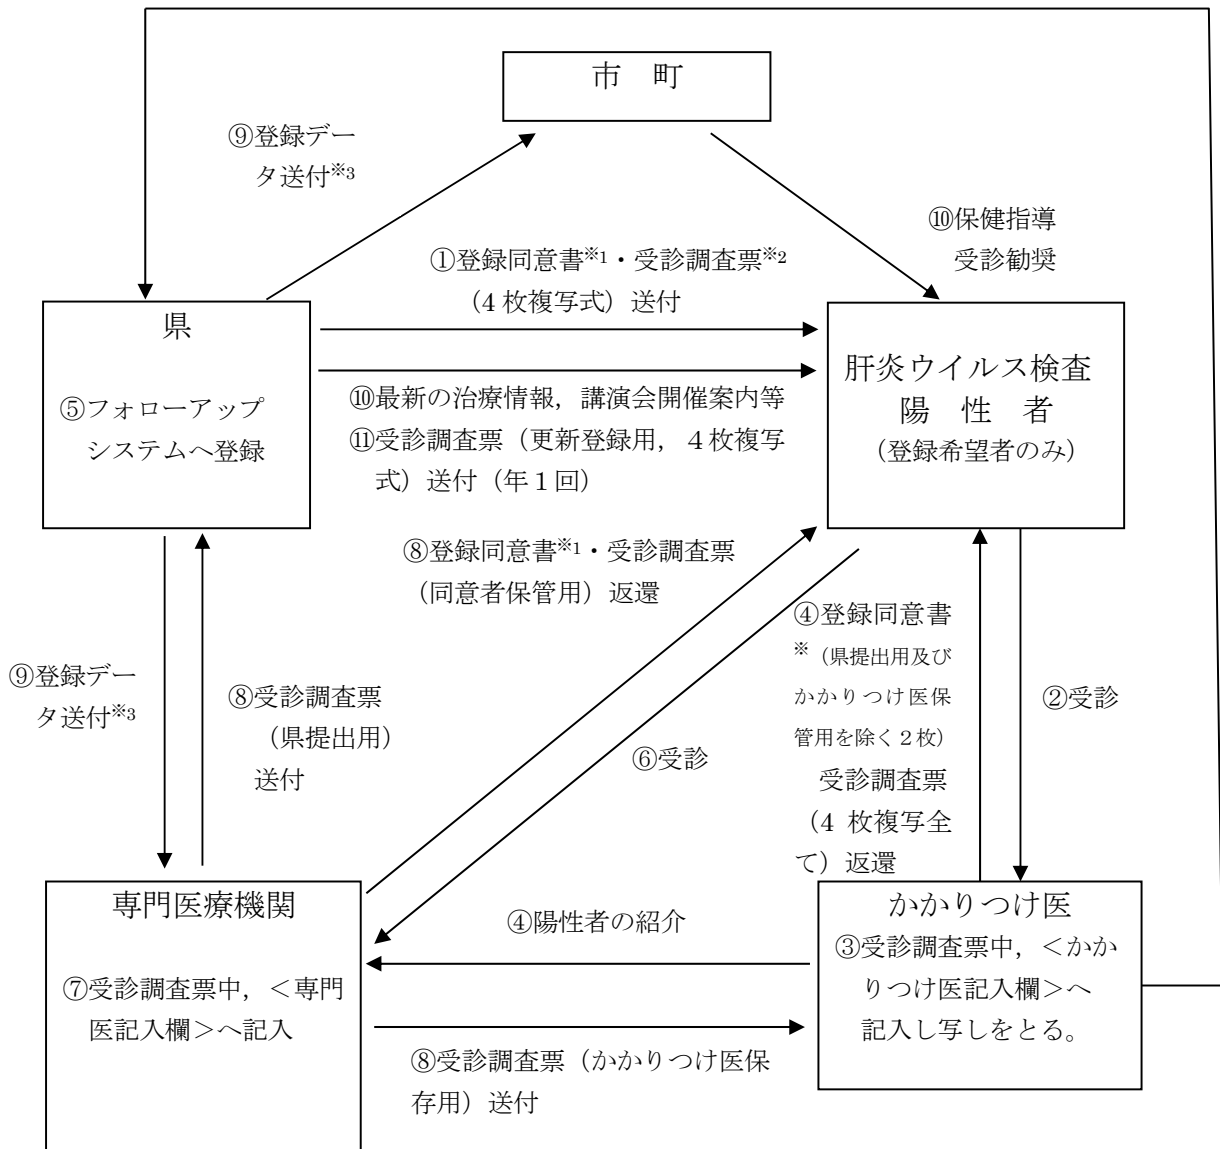 市　町
⑨登録デー
タ送付※3
⑩保健指導
受診勧奨
①登録同意書※1・受診調査票※2
（4 枚複写式）送付
県
⑤フォローアップ
システムへ登録
⑩最新の治療情報，講演会開催案内等
⑪受診調査票（更新登録用，４枚複写
式）送付（年１回）
肝炎ウイルス検査
陽　性　者
（登録希望者のみ）
⑧登録同意書※1・受診調査票
（同意者保管用）返還
④登録同意書
※（県提出用及び
かかりつけ医保
管用を除く２枚）
受診調査票
（4 枚複写全
て）返還
②受診
⑨登録デー
タ送付※3
⑧受診調査票
（県提出用）
送付
⑥受診
専門医療機関
⑦受診調査票中，＜専門
医記入欄＞へ記入
④陽性者の紹介
⑧受診調査票（かかりつけ医保
存用）送付
かかりつけ医
③受診調査票中，＜かか
りつけ医記入欄＞へ
記入し写しをとる。